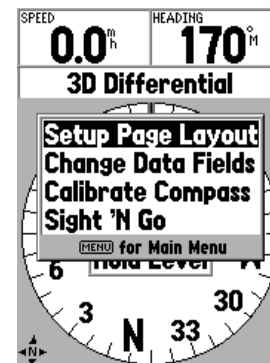 SPEED HEADING
0.0 m/h 170° M
3D Differential
Setup Page Layout
Change Data Fields
Calibrate Compass
Sight 'N Go
MENU for Main Menu
Hold Level
6 W
3 30
N 33
N